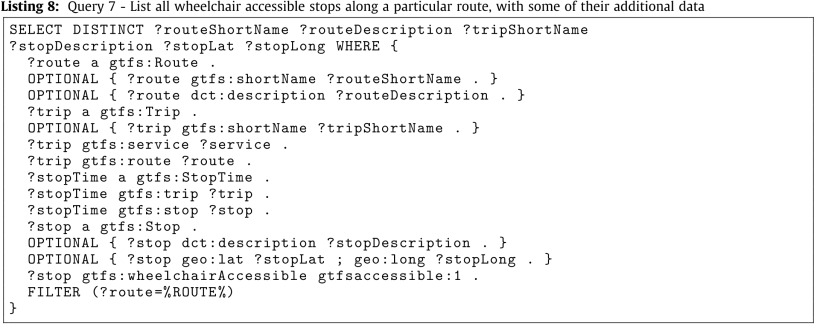 Listing 8: Query 7 - List all wheelchair accessible stops along a particular route, with some of their additional data
SELECT DISTINCT ?routeShortName ?routeDescription ?tripShortName
?stopDescription ?stopLat ?stopLong WHERE {
  ?route a gtfs:Route .
  OPTIONAL { ?route gtfs:shortName ?routeShortName . }
  OPTIONAL { ?route dct:description ?routeDescription . }
  ?trip a gtfs:Trip .
  OPTIONAL { ?trip gtfs:shortName ?tripShortName . }
  ?trip gtfs:service ?service .
  ?trip gtfs:route ?route .
  ?stopTime a gtfs:StopTime .
  ?stopTime gtfs:trip ?trip .
  ?stopTime gtfs:stop ?stop .
  ?stop a gtfs:Stop .
  OPTIONAL { ?stop dct:description ?stopDescription . }
  OPTIONAL { ?stop geo:lat ?stopLat ; geo:long ?stopLong . }
  ?stop gtfs:wheelchairAccessible gtfsaccessible:1 .
  FILTER (?route=%ROUTE%)
}